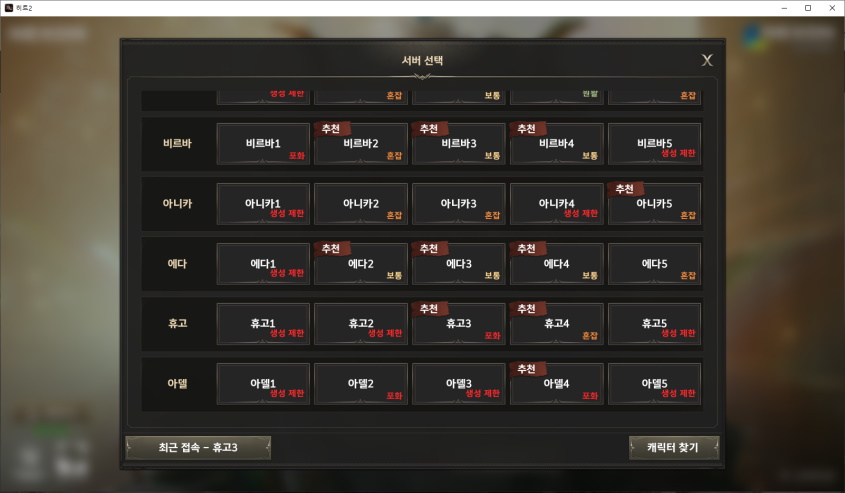 히트2
서버 선택
X
생성 제한 혼잡 보통 원활 혼잡
비르바
비르바1 포화
추천 비르바2 혼잡
추천 비르바3 보통
추천 비르바4 보통
비르바5 생성 제한
아니카
아니카1 생성 제한
아니카2 혼잡
아니카3 혼잡
아니카4 생성 제한
추천 아니카5 혼잡
에다
에다1 생성 제한
추천 에다2 보통
추천 에다3 보통
추천 에다4 보통
에다5 혼잡
휴고
휴고1 생성 제한
휴고2 생성 제한
추천 휴고3 포화
추천 휴고4 혼잡
휴고5 생성 제한
아델
아델1 생성 제한
아델2 포화
아델3 생성 제한
추천 아델4 포화
아델5 생성 제한
최근 접속 - 휴고3
캐릭터 찾기